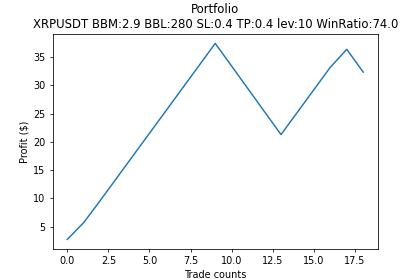 Portfolio
XRPUSDT BBM:2.9 BBL:280 SL:0.4 TP:0.4 lev:10 WinRatio:74.0
Profit ($)
35
30
25
20
15
10
5
0.0 2.5 5.0 7.5 10.0 12.5 15.0 17.5
Trade counts